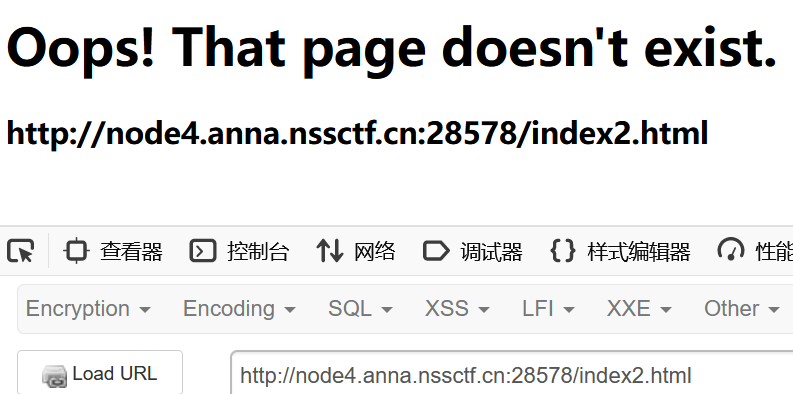 Oops! That page doesn't exist.
http://node4.anna.nssctf.cn:28578/index2.html
查看器 控制台 网络 调试器 样式编辑器 性能
Encryption Encoding SQL XSS LFI XXE Other
Load URL http://node4.anna.nssctf.cn:28578/index2.html